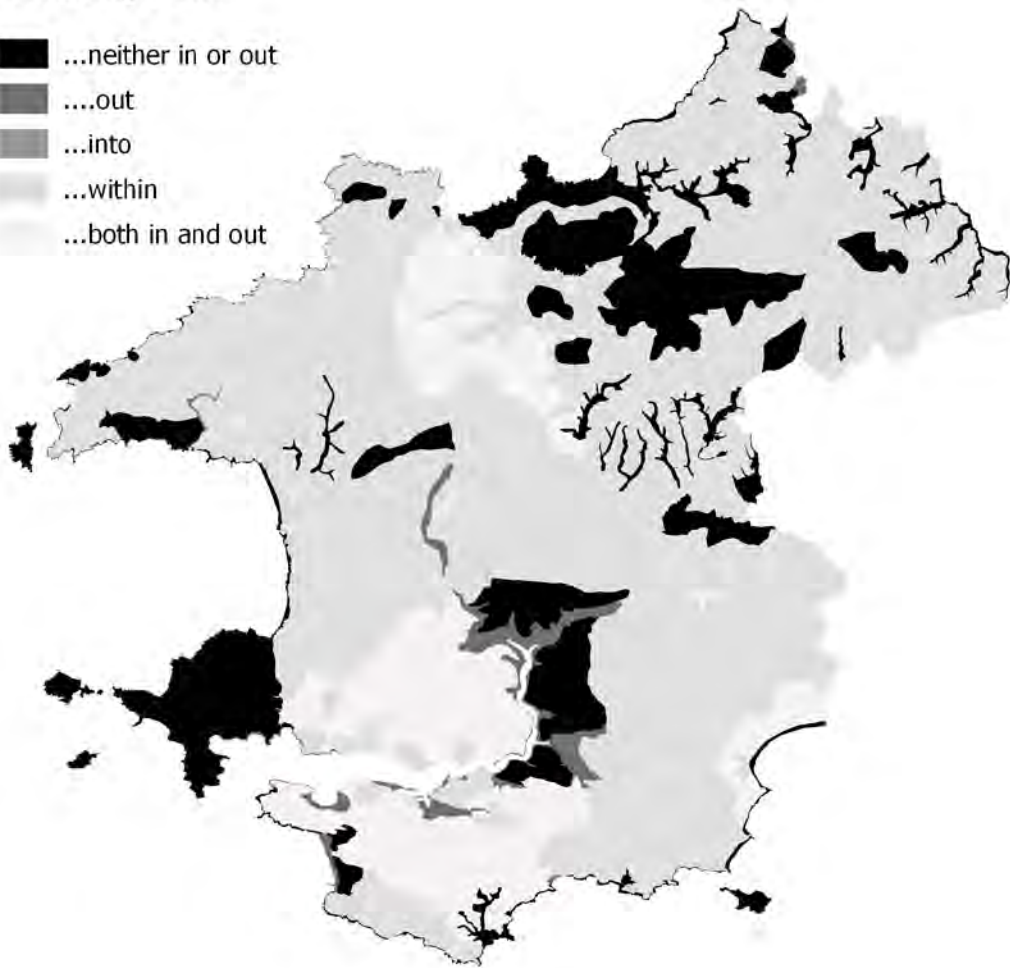 ...neither in or out
....out
...into
...within
...both in and out